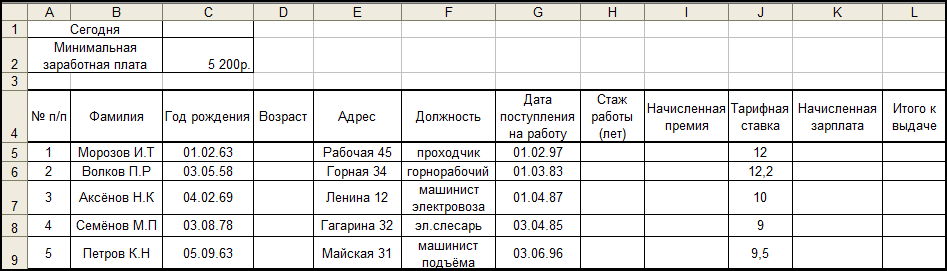 A B C D E F G H I J K L
1 Сегодня
2 Минимальная заработная плата 5 200р.
3
4 № п/п Фамилия Год рождения Возраст Адрес Должность Дата поступления на работу Стаж работы (лет) Начисленная премия Тарифная ставка Начисленная зарплата Итого к выдаче
5 1 Морозов И.Т 01.02.63 Рабочая 45 проходчик 01.02.97 12
6 2 Волков П.Р 03.05.58 Горная 34 горнорабочий 01.03.83 12,2
7 3 Аксёнов Н.К 04.02.69 Ленина 12 машинист электровоза 01.04.87 10
8 4 Семёнов М.П 03.08.78 Гагарина 32 эл.слесарь 03.04.85 9
9 5 Петров К.Н 05.09.63 Майская 31 машинист подъёма 03.06.96 9,5